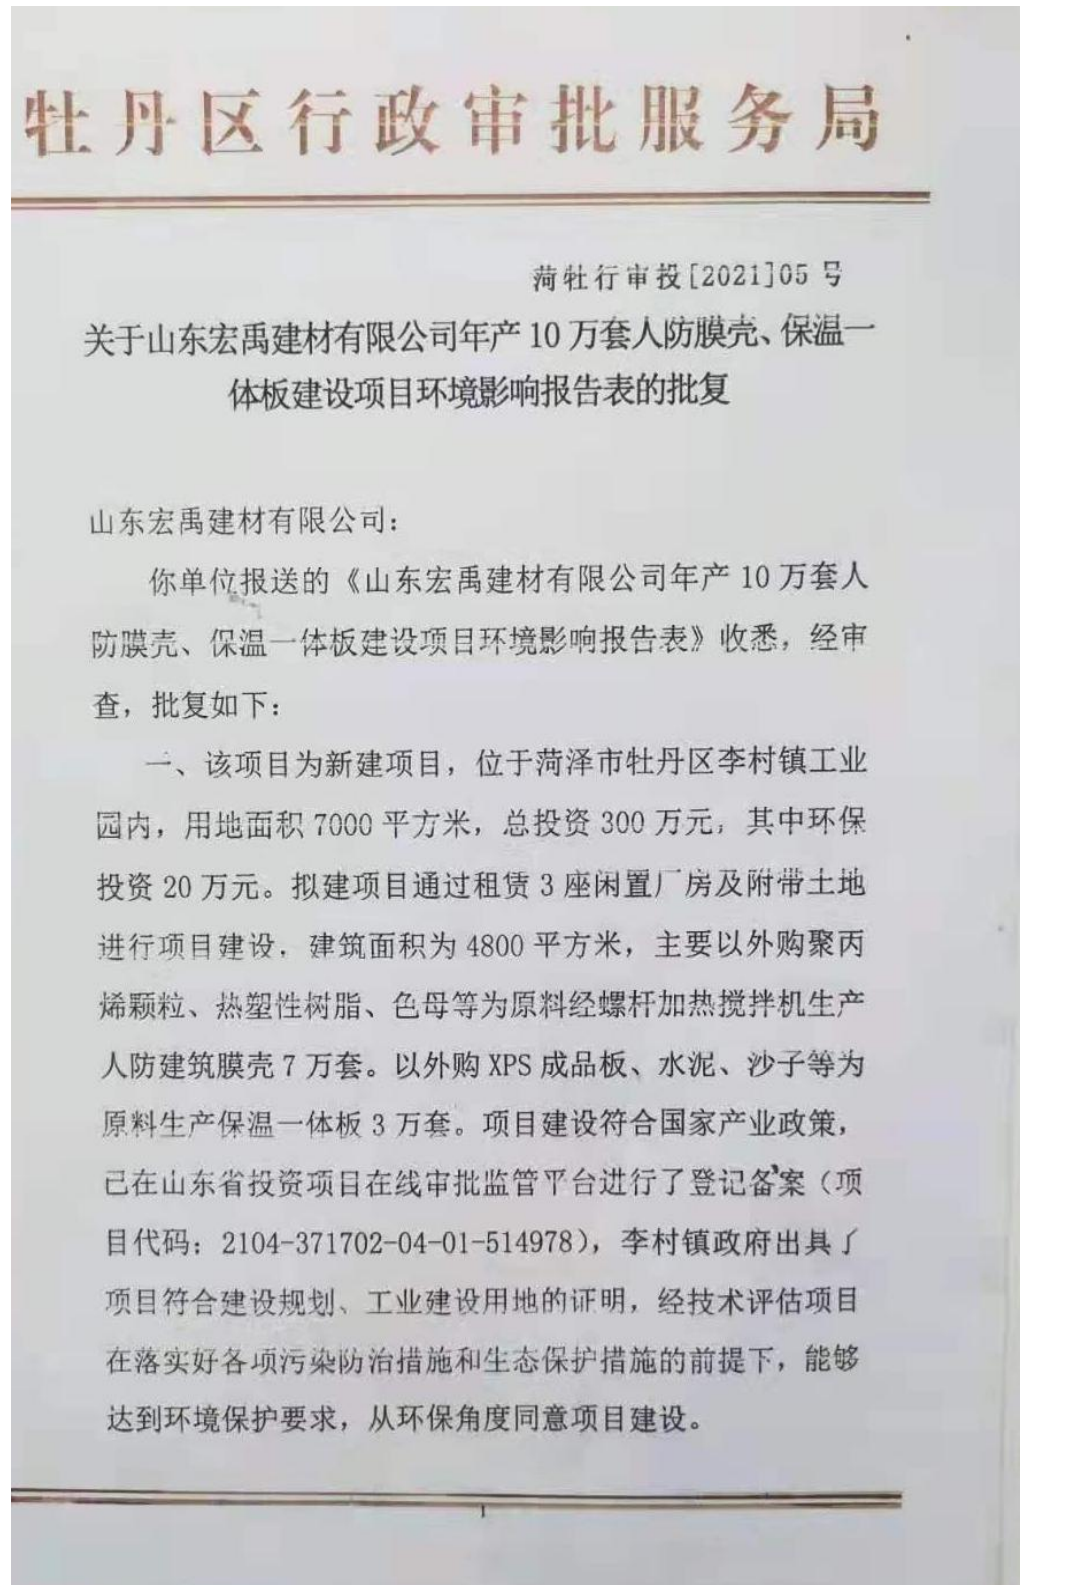 牡丹区行政审批服务局
菏牡行审投[2021]05号
关于山东宏禹建材有限公司年产10万套人防膜壳、保温一
体板建设项目环境影响报告表的批复
山东宏禹建材有限公司：
你单位报送的《山东宏禹建材有限公司年产10万套人
防膜壳、保温一体板建设项目环境影响报告表》收悉，经审
查，批复如下：
一、该项目为新建项目，位于菏泽市牡丹区李村镇工业
园内，用地面积7000平方米，总投资300万元，其中环保
投资20万元。拟建项目通过租赁3座闲置厂房及附带土地
进行项目建设，建筑面积为4800平方米，主要以外购聚丙
烯颗粒、热塑性树脂、色母等为原料经螺杆加热搅拌机生产
人防建筑膜壳7万套。以外购XPS成品板、水泥、沙子等为
原料生产保温一体板3万套。项目建设符合国家产业政策，
已在山东省投资项目在线审批监管平台进行了登记备案（项
目代码：2104-371702-04-01-514978），李村镇政府出具了
项目符合建设规划、工业建设用地的证明，经技术评估项目
在落实好各项污染防治措施和生态保护措施的前提下，能够
达到环境保护要求，从环保角度同意项目建设。
1